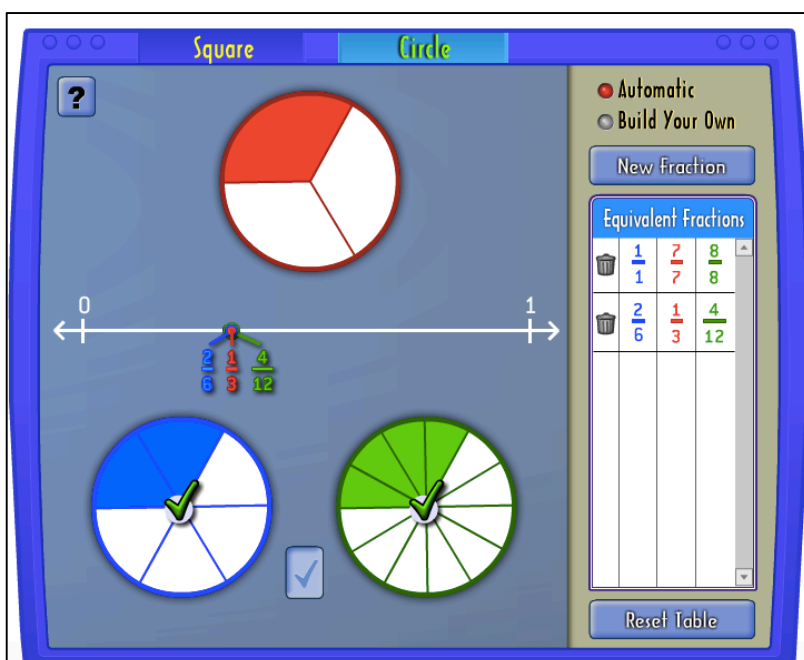 Square Circle
?
Automatic
Build Your Own
New Fraction
Equivalent Fractions
1/1 7/7 8/8
2/6 1/3 4/12
0 1
2/6 1/3 4/12
Reset Table